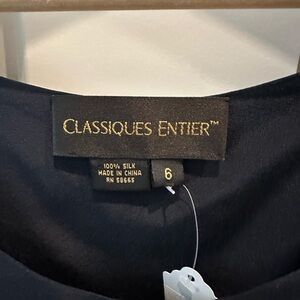 CLASSIQUES ENTIER™
100% SILK
MADE IN CHINA
RN 58665
6